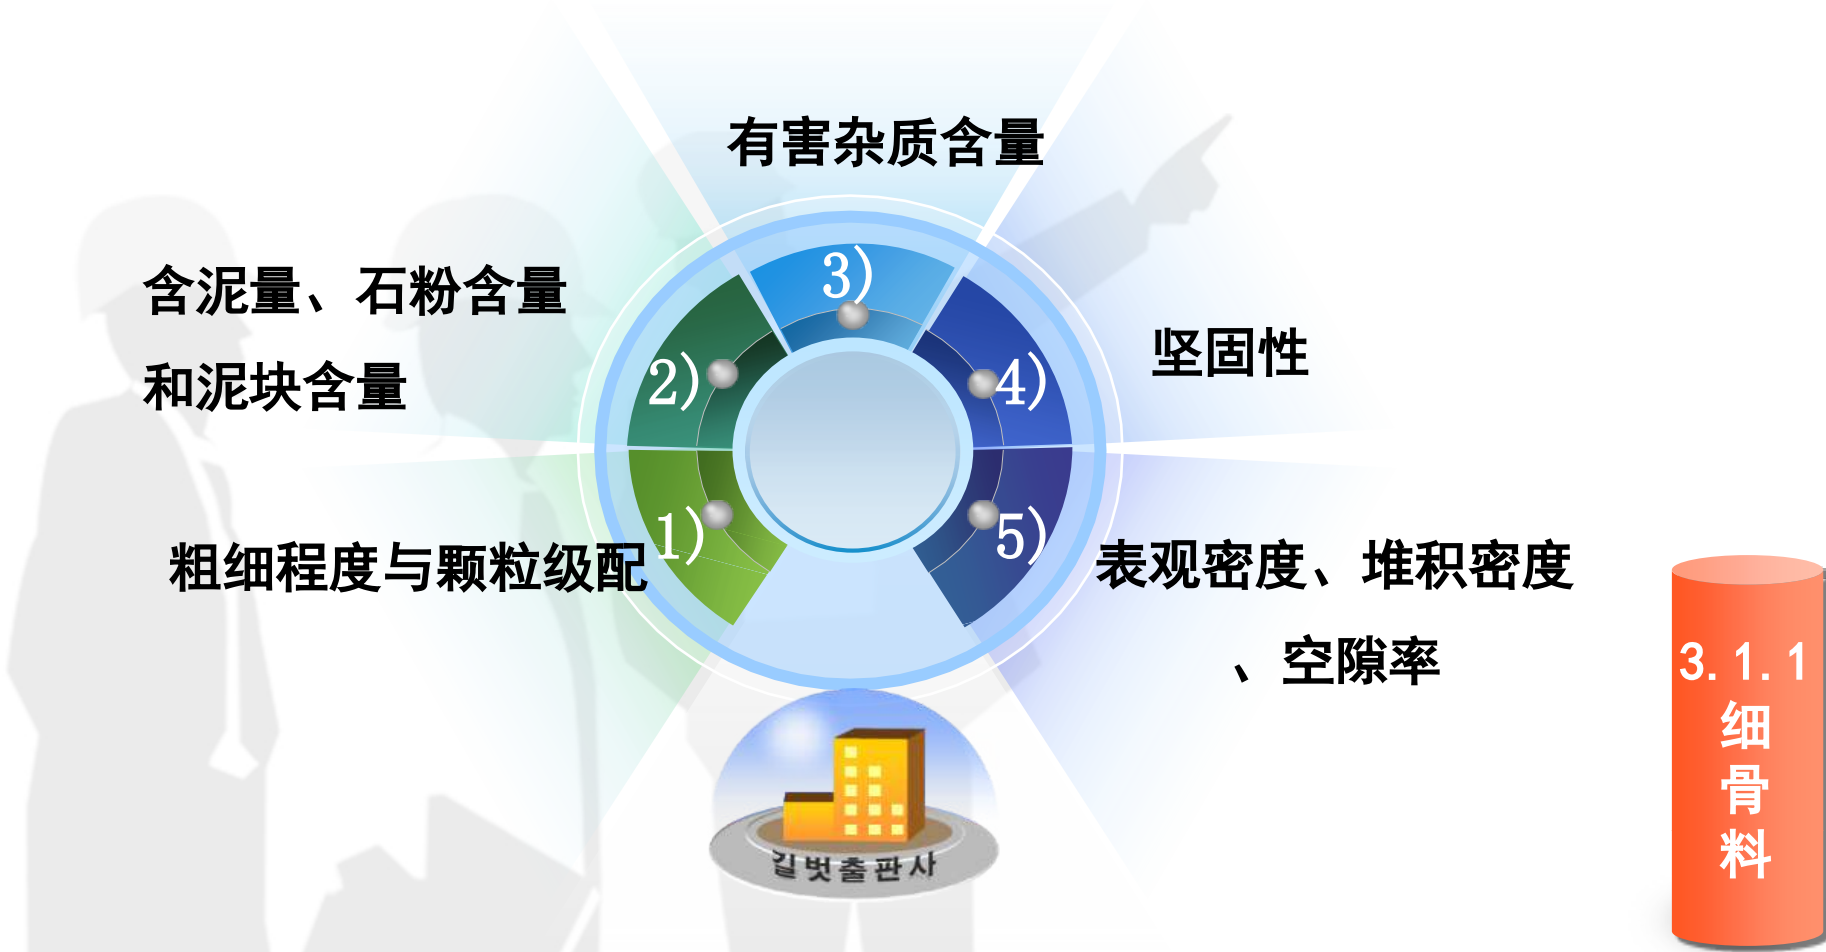 有害杂质含量
3)
含泥量、石粉含量
和泥块含量
2)
4)
坚固性
1)
粗细程度与颗粒级配
5)
表观密度、堆积密度
、空隙率
3.1.1
细
骨
料
길벗출판사